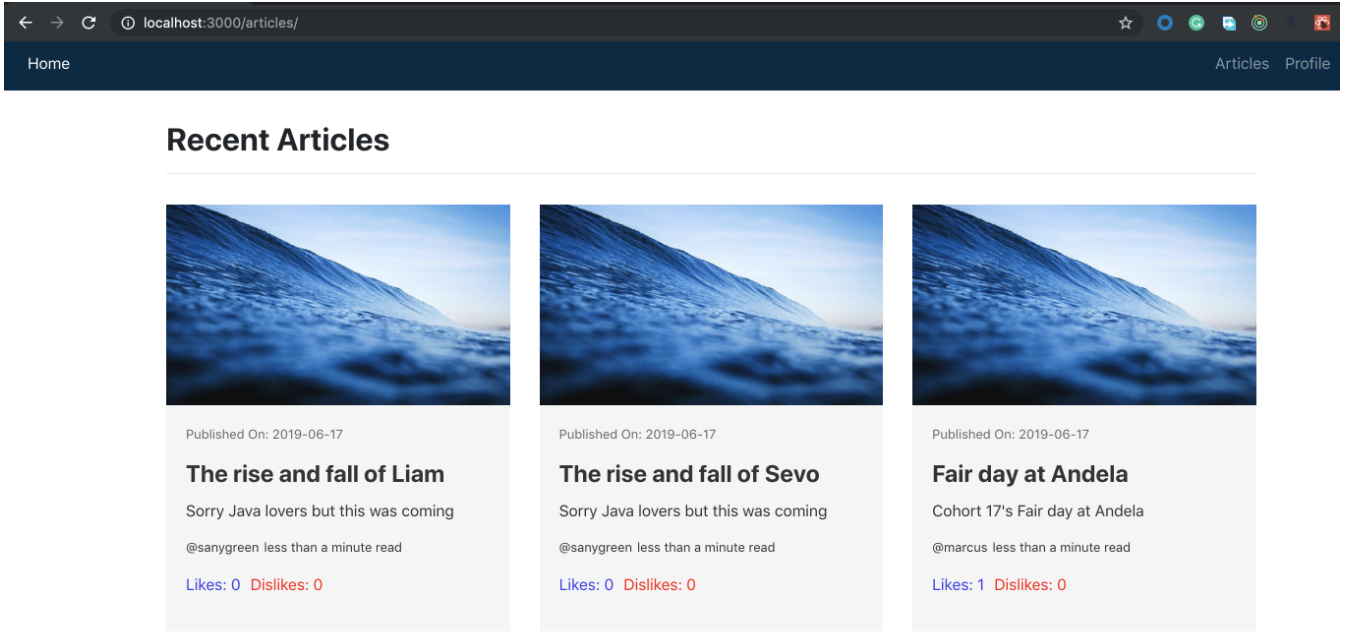 localhost:3000/articles/
Home Articles Profile
Recent Articles
Published On: 2019-06-17
The rise and fall of Liam
Sorry Java lovers but this was coming
@sanygreen less than a minute read
Likes: 0 Dislikes: 0
Published On: 2019-06-17
The rise and fall of Sevo
Sorry Java lovers but this was coming
@sanygreen less than a minute read
Likes: 0 Dislikes: 0
Published On: 2019-06-17
Fair day at Andela
Cohort 17's Fair day at Andela
@marcus less than a minute read
Likes: 1 Dislikes: 0